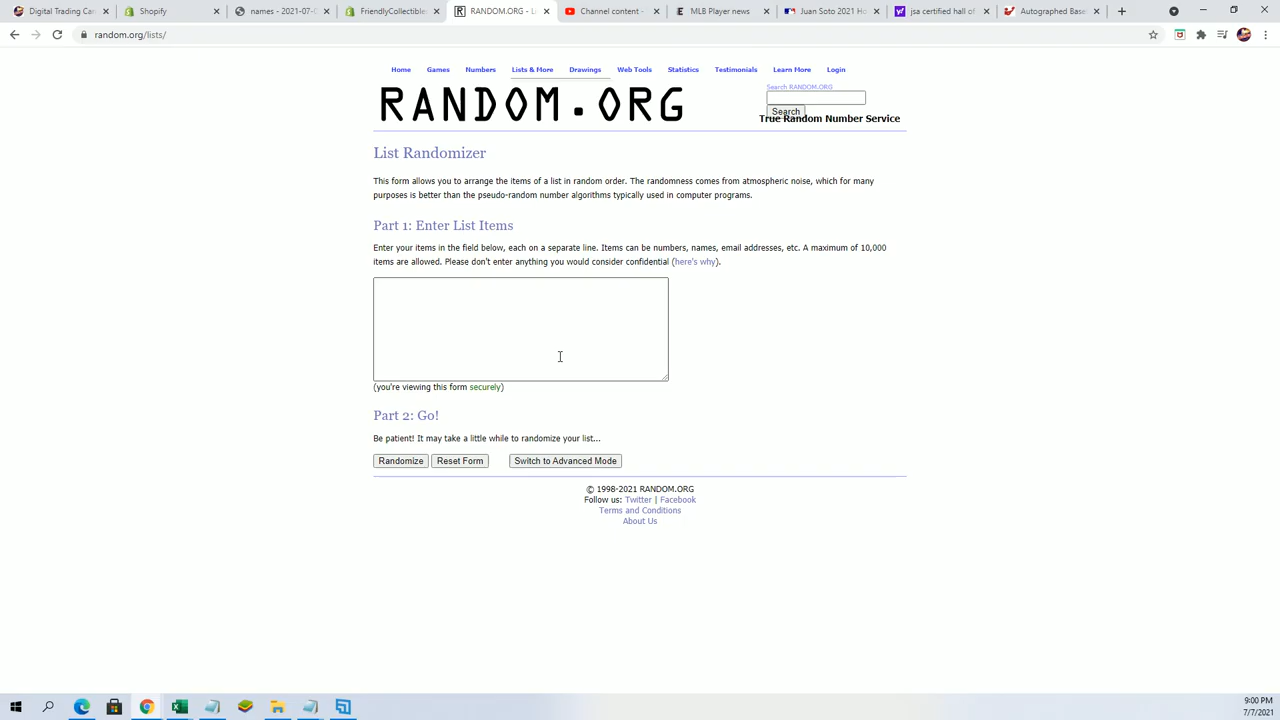 Digital Trading Ca
Shopify
names - 2021-07-0
FriendlyCollectible
RANDOM.ORG - Li
Channel content -
MLB Player news
Juan Soto 2021 Ho
jsa certified hall of
Autographed Base
random.org/lists/
Home Games Numbers Lists & More Drawings Web Tools Statistics Testimonials Learn More Login
Search RANDOM.ORG
RANDOM.ORG
Search
True Random Number Service
List Randomizer
This form allows you to arrange the items of a list in random order. The randomness comes from atmospheric noise, which for many
purposes is better than the pseudo-random number algorithms typically used in computer programs.
Part 1: Enter List Items
Enter your items in the field below, each on a separate line. Items can be numbers, names, email addresses, etc. A maximum of 10,000
items are allowed. Please don't enter anything you would consider confidential (here's why).
(you're viewing this form securely)
Part 2: Go!
Be patient! It may take a little while to randomize your list...
Randomize Reset Form Switch to Advanced Mode
© 1998-2021 RANDOM.ORG
Follow us: Twitter | Facebook
Terms and Conditions
About Us
9:00 PM
7/7/2021